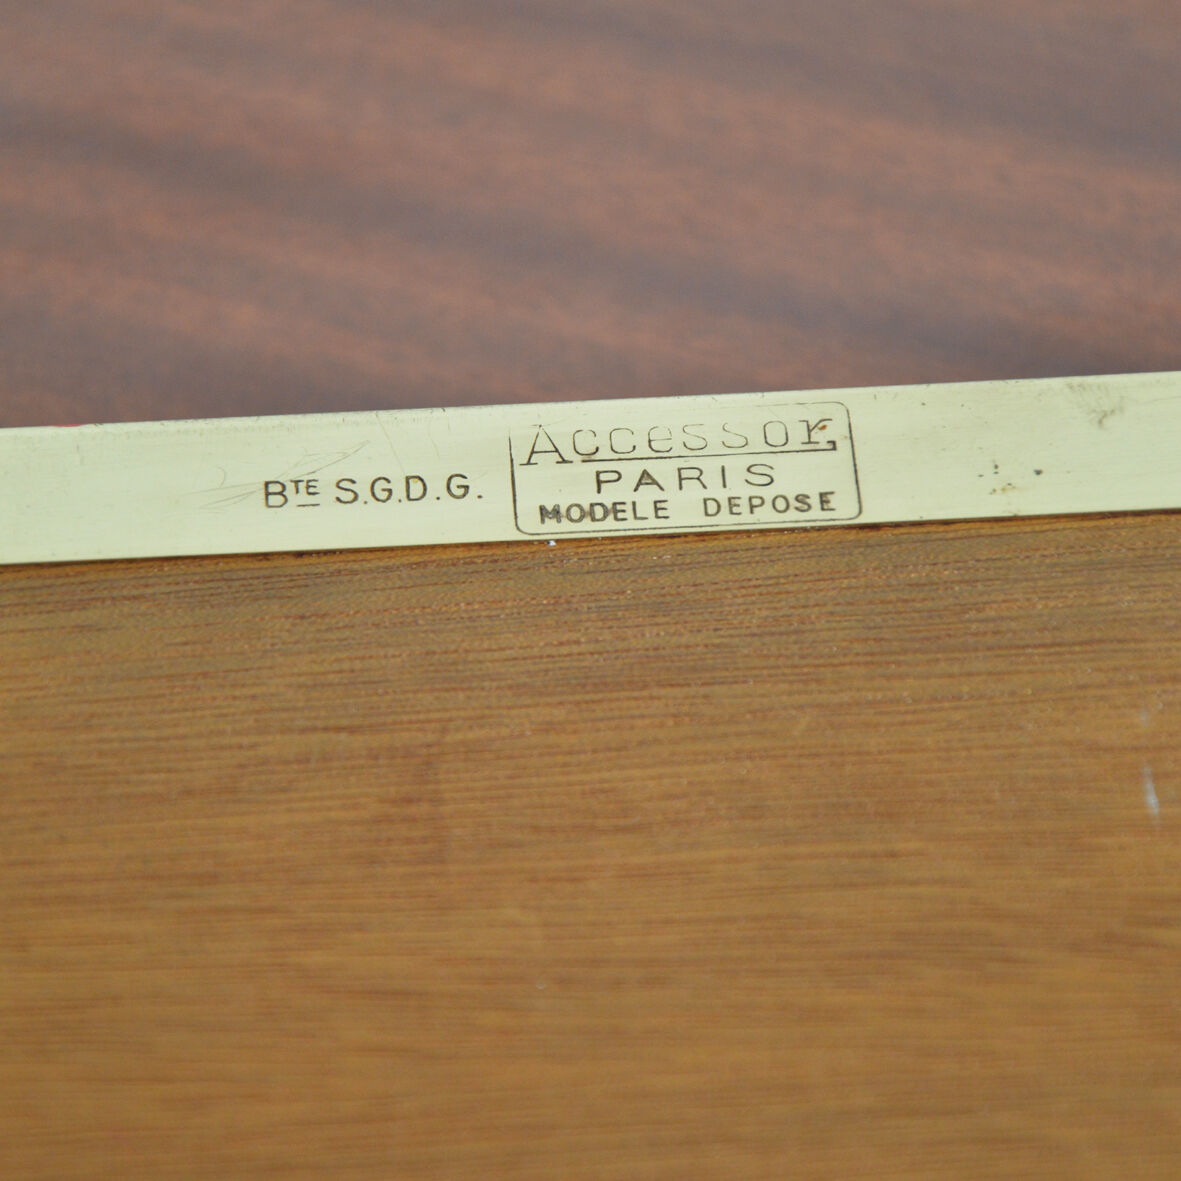 BTE S.G.D.G.
Accessor,
PARIS
MODELE DEPOSE